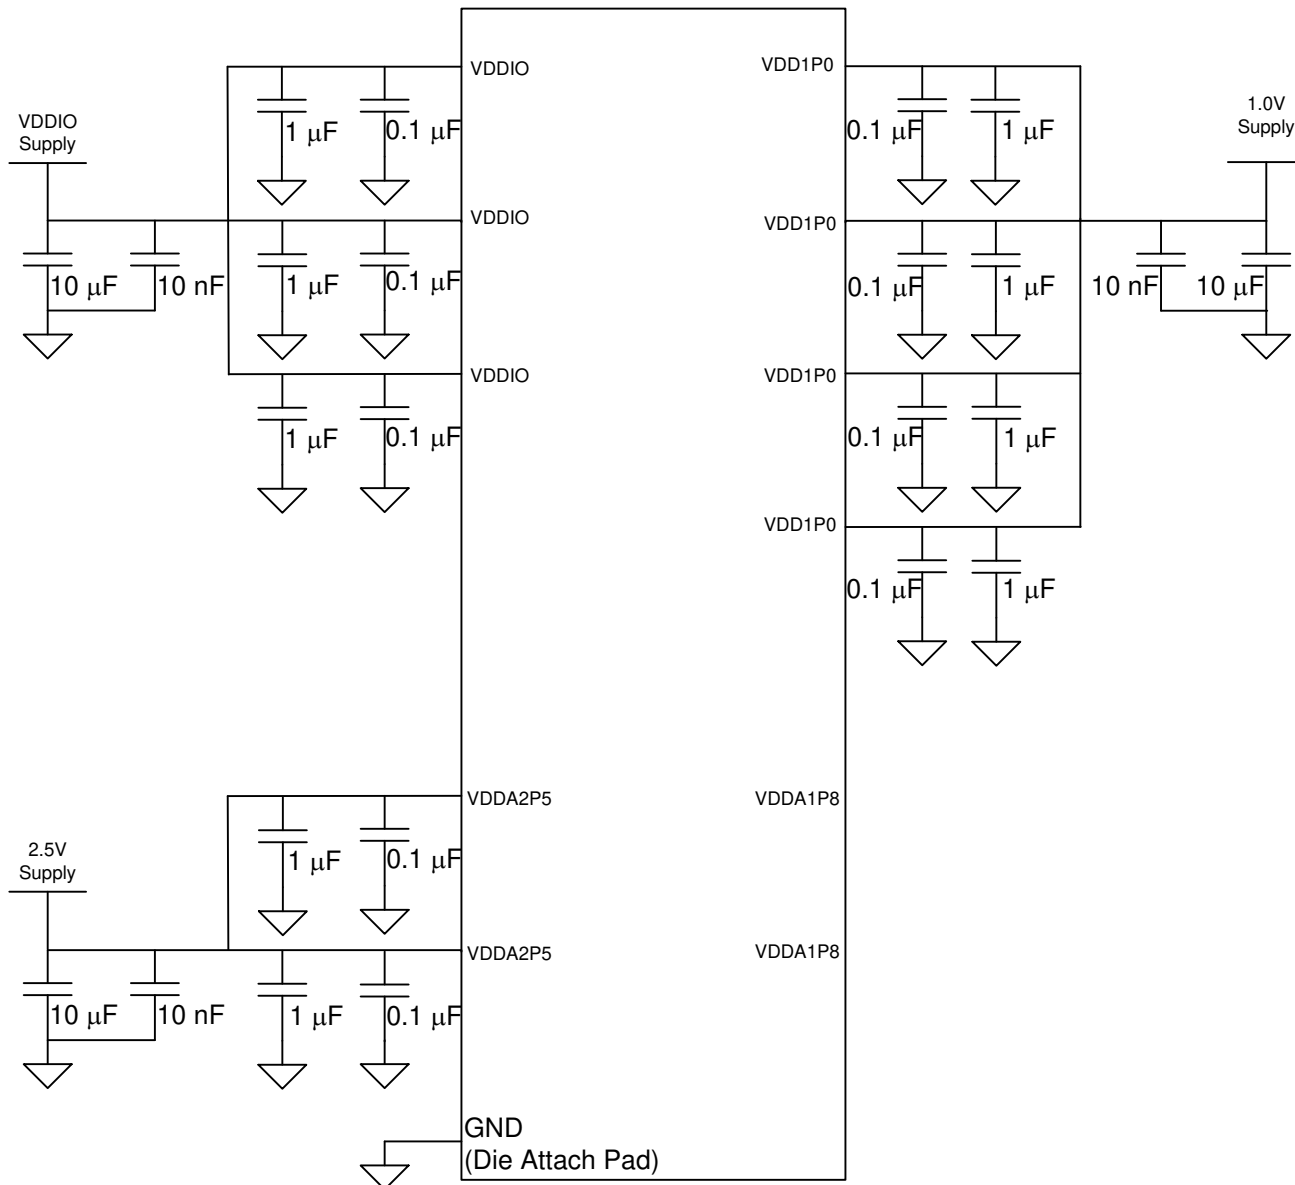 VDDIO
VDD1P0
1 μF
0.1 μF
0.1 μF
1 μF
VDDIO
Supply
1.0V
Supply
VDDIO
VDD1P0
10 μF
10 nF
1 μF
0.1 μF
0.1 μF
1 μF
10 nF
10 μF
VDDIO
VDD1P0
1 μF
0.1 μF
0.1 μF
1 μF
VDD1P0
0.1 μF
1 μF
VDDA2P5
VDDA1P8
2.5V
Supply
1 μF
0.1 μF
VDDA2P5
VDDA1P8
10 μF
10 nF
1 μF
0.1 μF
GND
(Die Attach Pad)